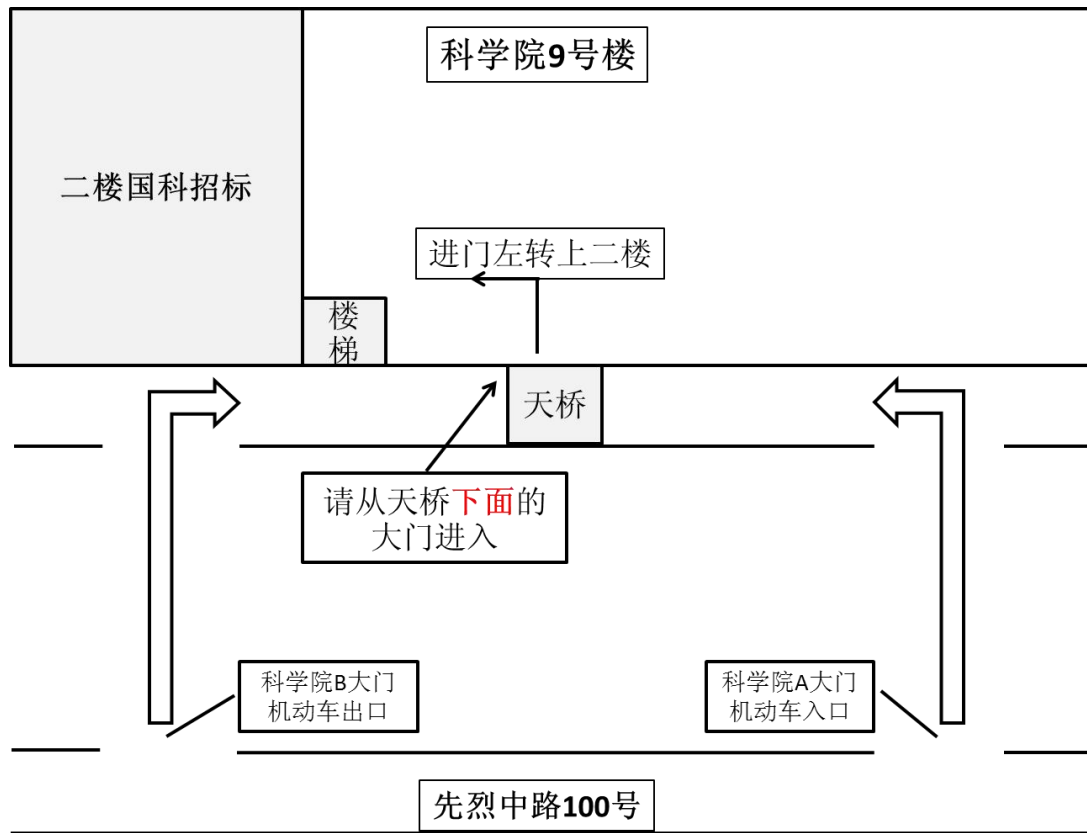 科学院9号楼
二楼国科招标
进门左转上二楼
楼
梯
天桥
请从天桥下面的
大门进入
科学院B大门
机动车出口
科学院A大门
机动车入口
先烈中路100号